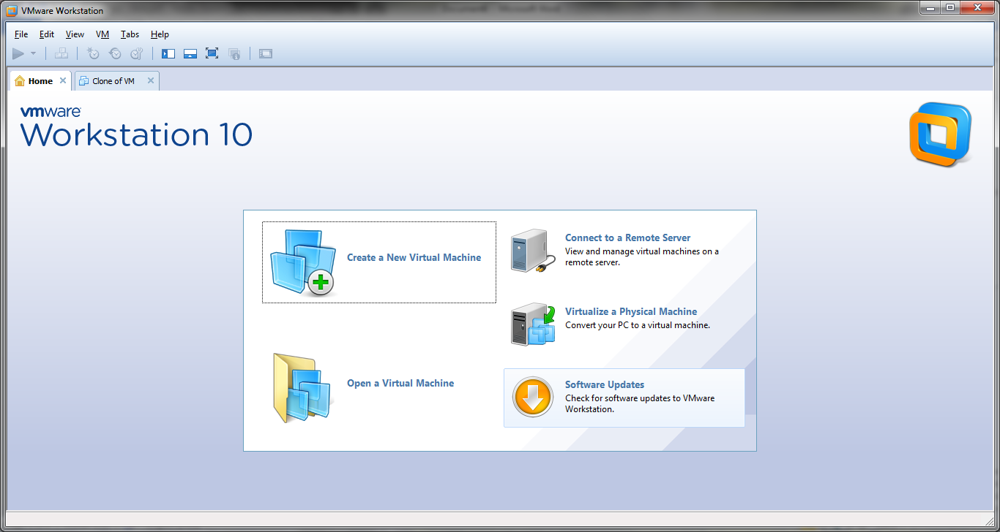 VMware Workstation
File Edit View VM Tabs Help
Home Clone of VM
vmware
Workstation 10
Create a New Virtual Machine
Open a Virtual Machine
Connect to a Remote Server
View and manage virtual machines on a
remote server.
Virtualize a Physical Machine
Convert your PC to a virtual machine.
Software Updates
Check for software updates to VMware
Workstation.